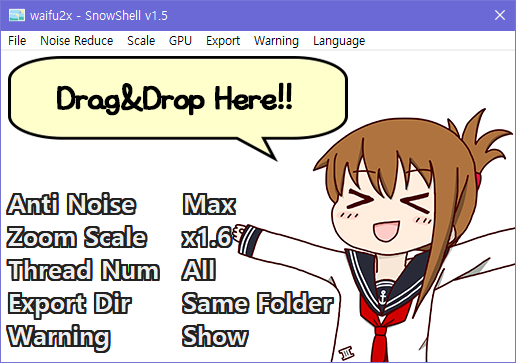 waifu2x - SnowShell v1.5
File Noise Reduce Scale GPU Export Warning Language
Drag&Drop Here!!
Anti Noise Max
Zoom Scale x1.6
Thread Num All
Export Dir Same Folder
Warning Show
III